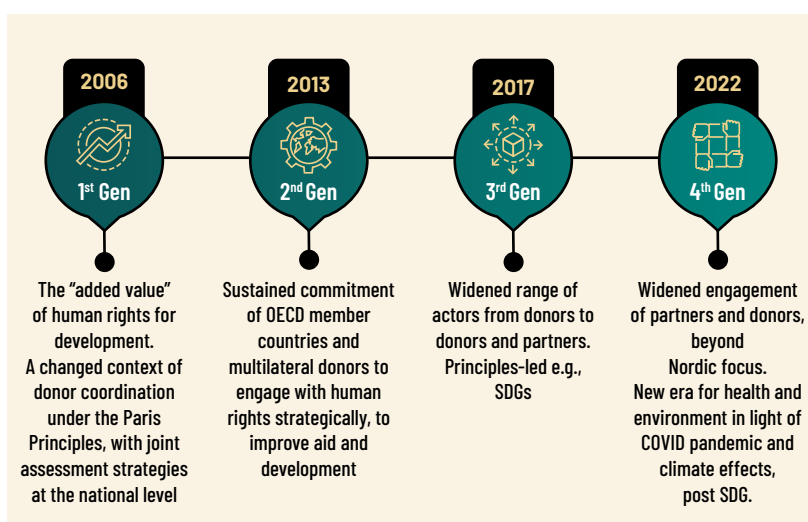 2006
1st Gen
The “added value”
of human rights for
development.
A changed context of
donor coordination
under the Paris
Principles, with joint
assessment strategies
at the national level
2013
2nd Gen
Sustained commitment
of OECD member
countries and
multilateral donors to
engage with human
rights strategically, to
improve aid and
development
2017
3rd Gen
Widened range of
actors from donors to
donors and partners.
Principles-led e.g.,
SDGs
2022
4th Gen
Widened engagement
of partners and donors,
beyond
Nordic focus.
New era for health and
environment in light of
COVID pandemic and
climate effects,
post SDG.